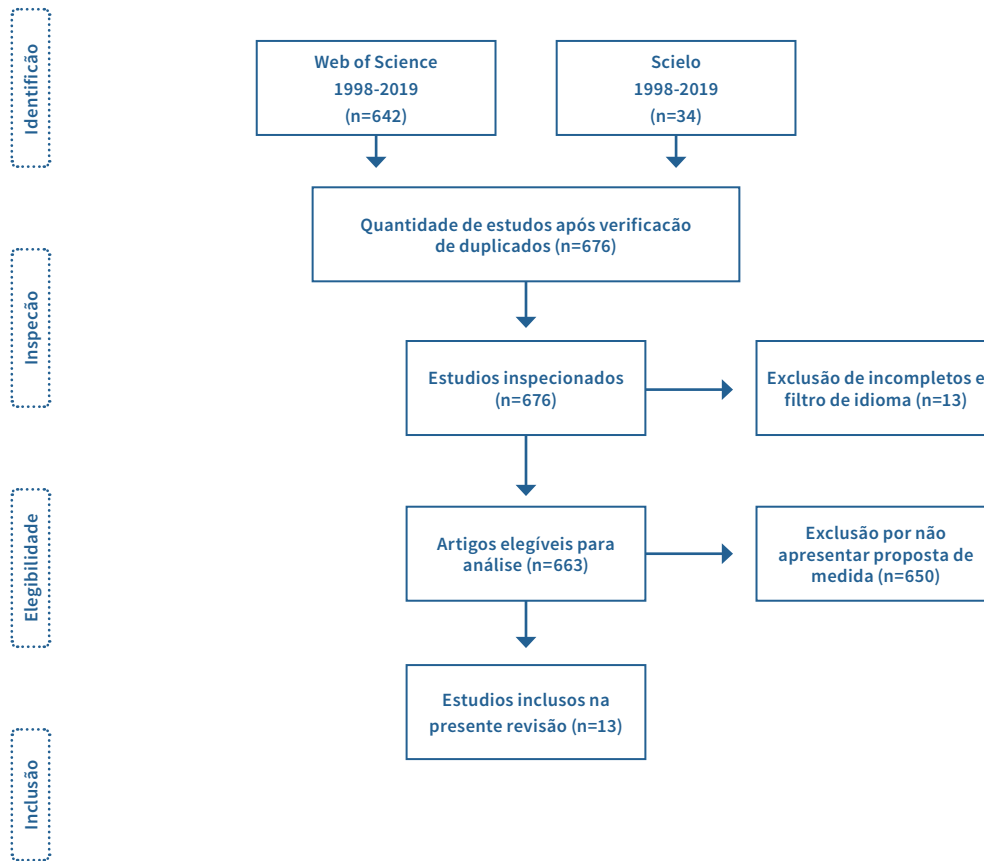 Identificão
Web of Science
1998-2019
(n=642)
Scielo
1998-2019
(n=34)
Quantidade de estudos após verificacão
de duplicados (n=676)
Inspecão
Estudios inspecionados
(n=676)
Exclusão de incompletos e
filtro de idioma (n=13)
Elegibilidade
Artigos elegíveis para
análise (n=663)
Exclusão por não
apresentar proposta de
medida (n=650)
Estudios inclusos na
presente revisão (n=13)
Inclusão